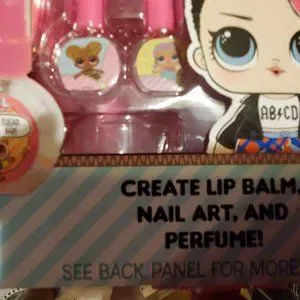 AB&CD
CREATE LIP BALM,
NAIL ART, AND
PERFUME!
SEE BACK PANEL FOR MORE